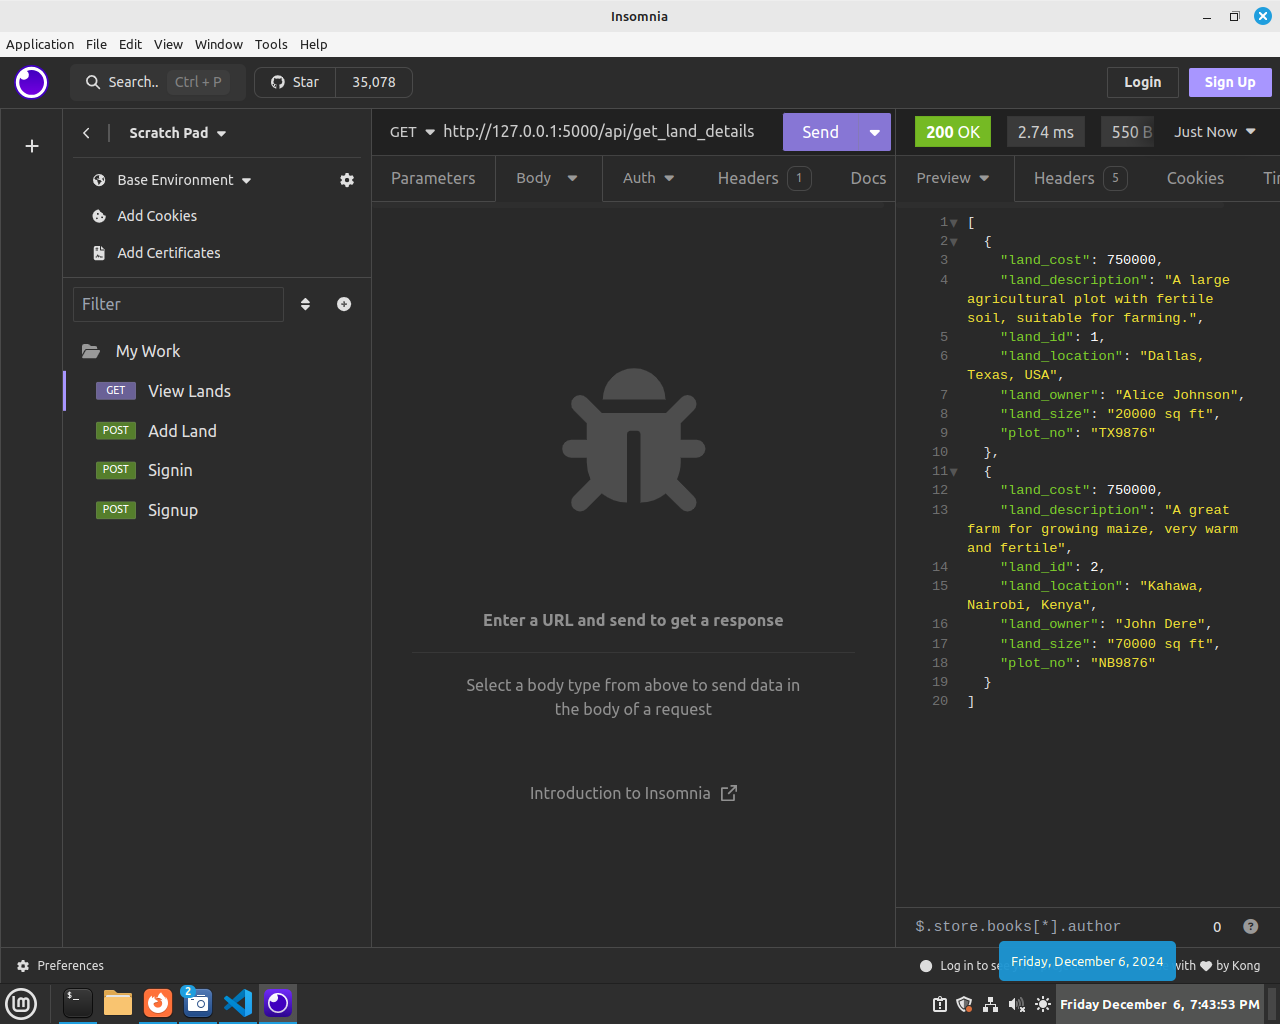 Insomnia
Application File Edit View Window Tools Help
Search.. Ctrl + P Star 35,078 Login Sign Up
Scratch Pad
Base Environment
Add Cookies
Add Certificates
Filter
My Work
GET View Lands
POST Add Land
POST Signin
POST Signup
GET http://127.0.0.1:5000/api/get_land_details Send
Parameters Body Auth Headers 1 Docs
Enter a URL and send to get a response
Select a body type from above to send data in
the body of a request
Introduction to Insomnia
200 OK 2.74 ms 550 B Just Now
Preview Headers 5 Cookies
1 [
2 {
3 "land_cost": 750000,
4 "land_description": "A large
agricultural plot with fertile
soil, suitable for farming.",
5 "land_id": 1,
6 "land_location": "Dallas,
Texas, USA",
7 "land_owner": "Alice Johnson",
8 "land_size": "20000 sq ft",
9 "plot_no": "TX9876"
10 },
11 {
12 "land_cost": 750000,
13 "land_description": "A great
farm for growing maize, very warm
and fertile",
14 "land_id": 2,
15 "land_location": "Kahawa,
Nairobi, Kenya",
16 "land_owner": "John Dere",
17 "land_size": "70000 sq ft",
18 "plot_no": "NB9876"
19 }
20 ]
$.store.books[*].author 0 ?
Preferences
Log in to with by Kong
Friday, December 6, 2024
2
Friday December 6, 7:43:53 PM